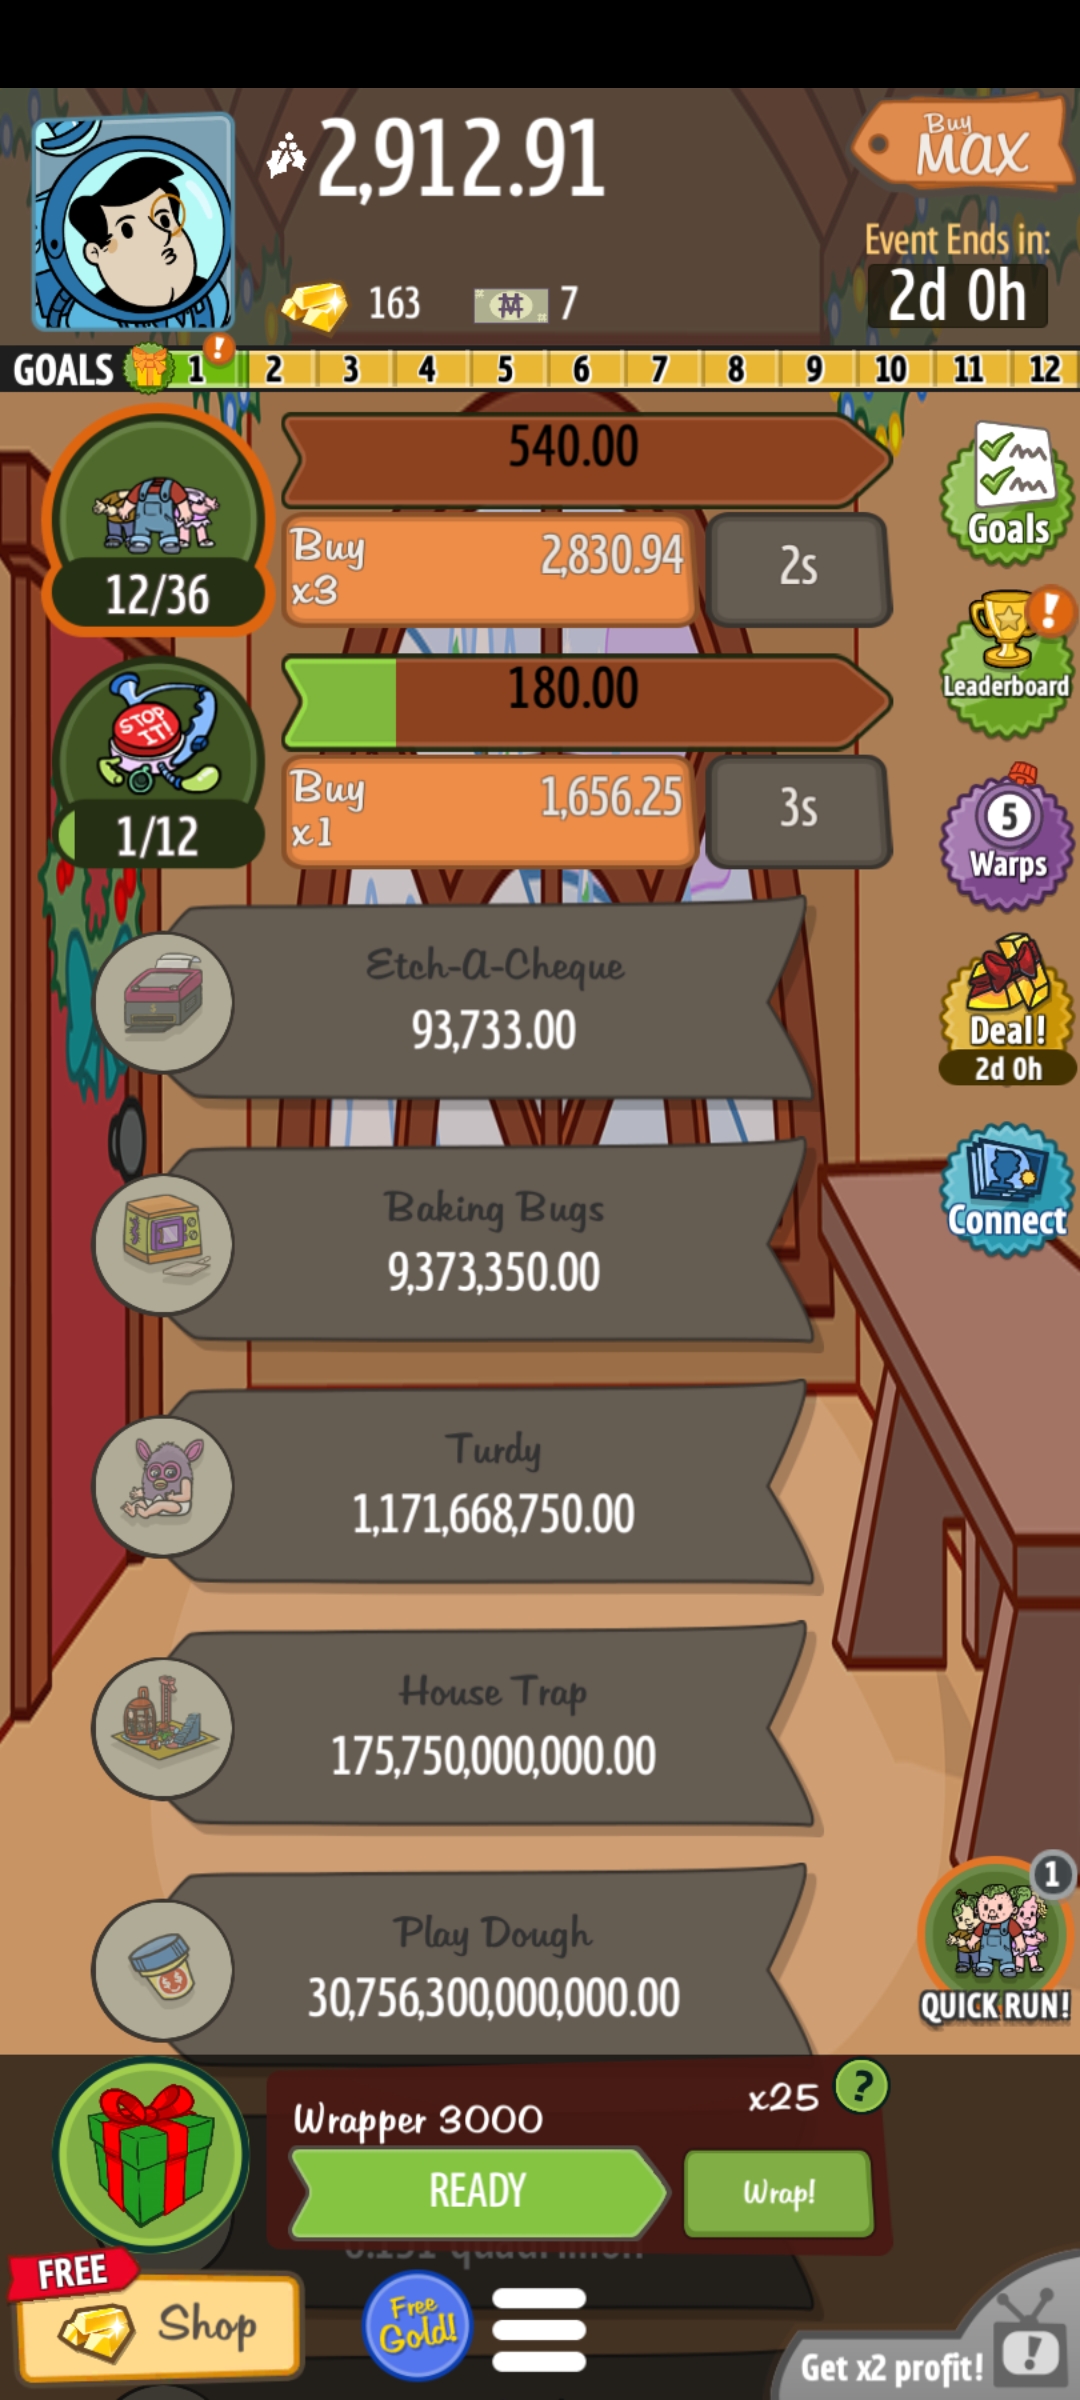 2,912.91
Buy
MAX
Event Ends in:
2d 0h
163
7
GOALS 1 ! 2 3 4 5 6 7 8 9 10 11 12
540.00
Buy
x3
2,830.94
2s
12/36
Goals
180.00
STOP
IT!
Buy
x1
1,656.25
3s
1/12
!
Leaderboard
5
Warps
Etch-A-Cheque
93,733.00
Deal!
2d 0h
Baking Bugs
9,373,350.00
Connect
Turdy
1,171,668,750.00
House Trap
175,750,000,000.00
Play Dough
30,756,300,000,000.00
1
QUICK RUN!
Wrapper 3000
x25
?
READY
Wrap!
FREE
Shop
Free
Gold!
Get x2 profit!
!